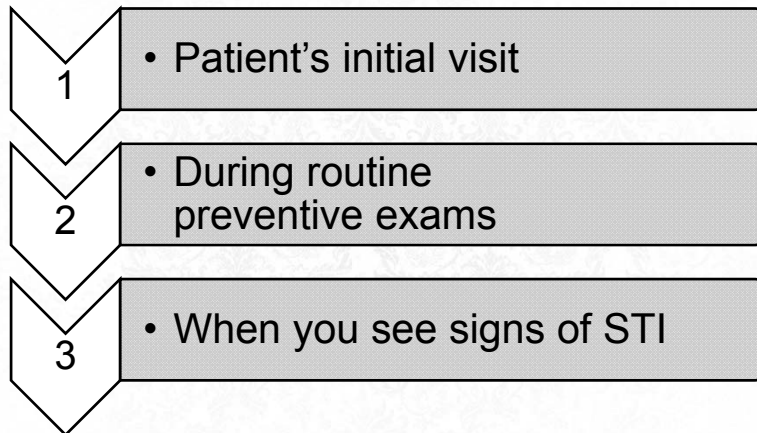 1
• Patient’s initial visit
2
• During routine
preventive exams
3
• When you see signs of STI